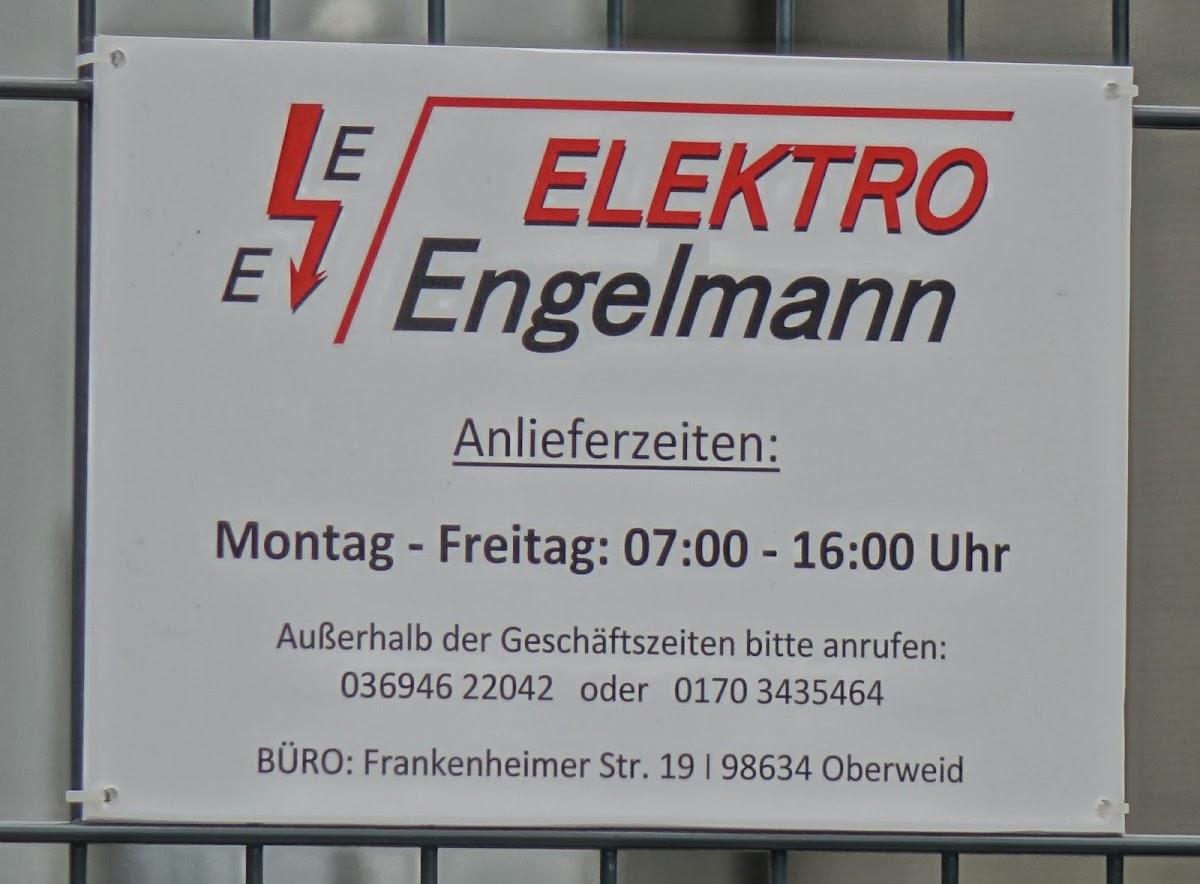 E
E
ELEKTRO
Engelmann
Anlieferzeiten:
Montag - Freitag: 07:00 - 16:00 Uhr
Außerhalb der Geschäftszeiten bitte anrufen:
036946 22042 oder 0170 3435464
BÜRO: Frankenheimer Str. 19 | 98634 Oberweid